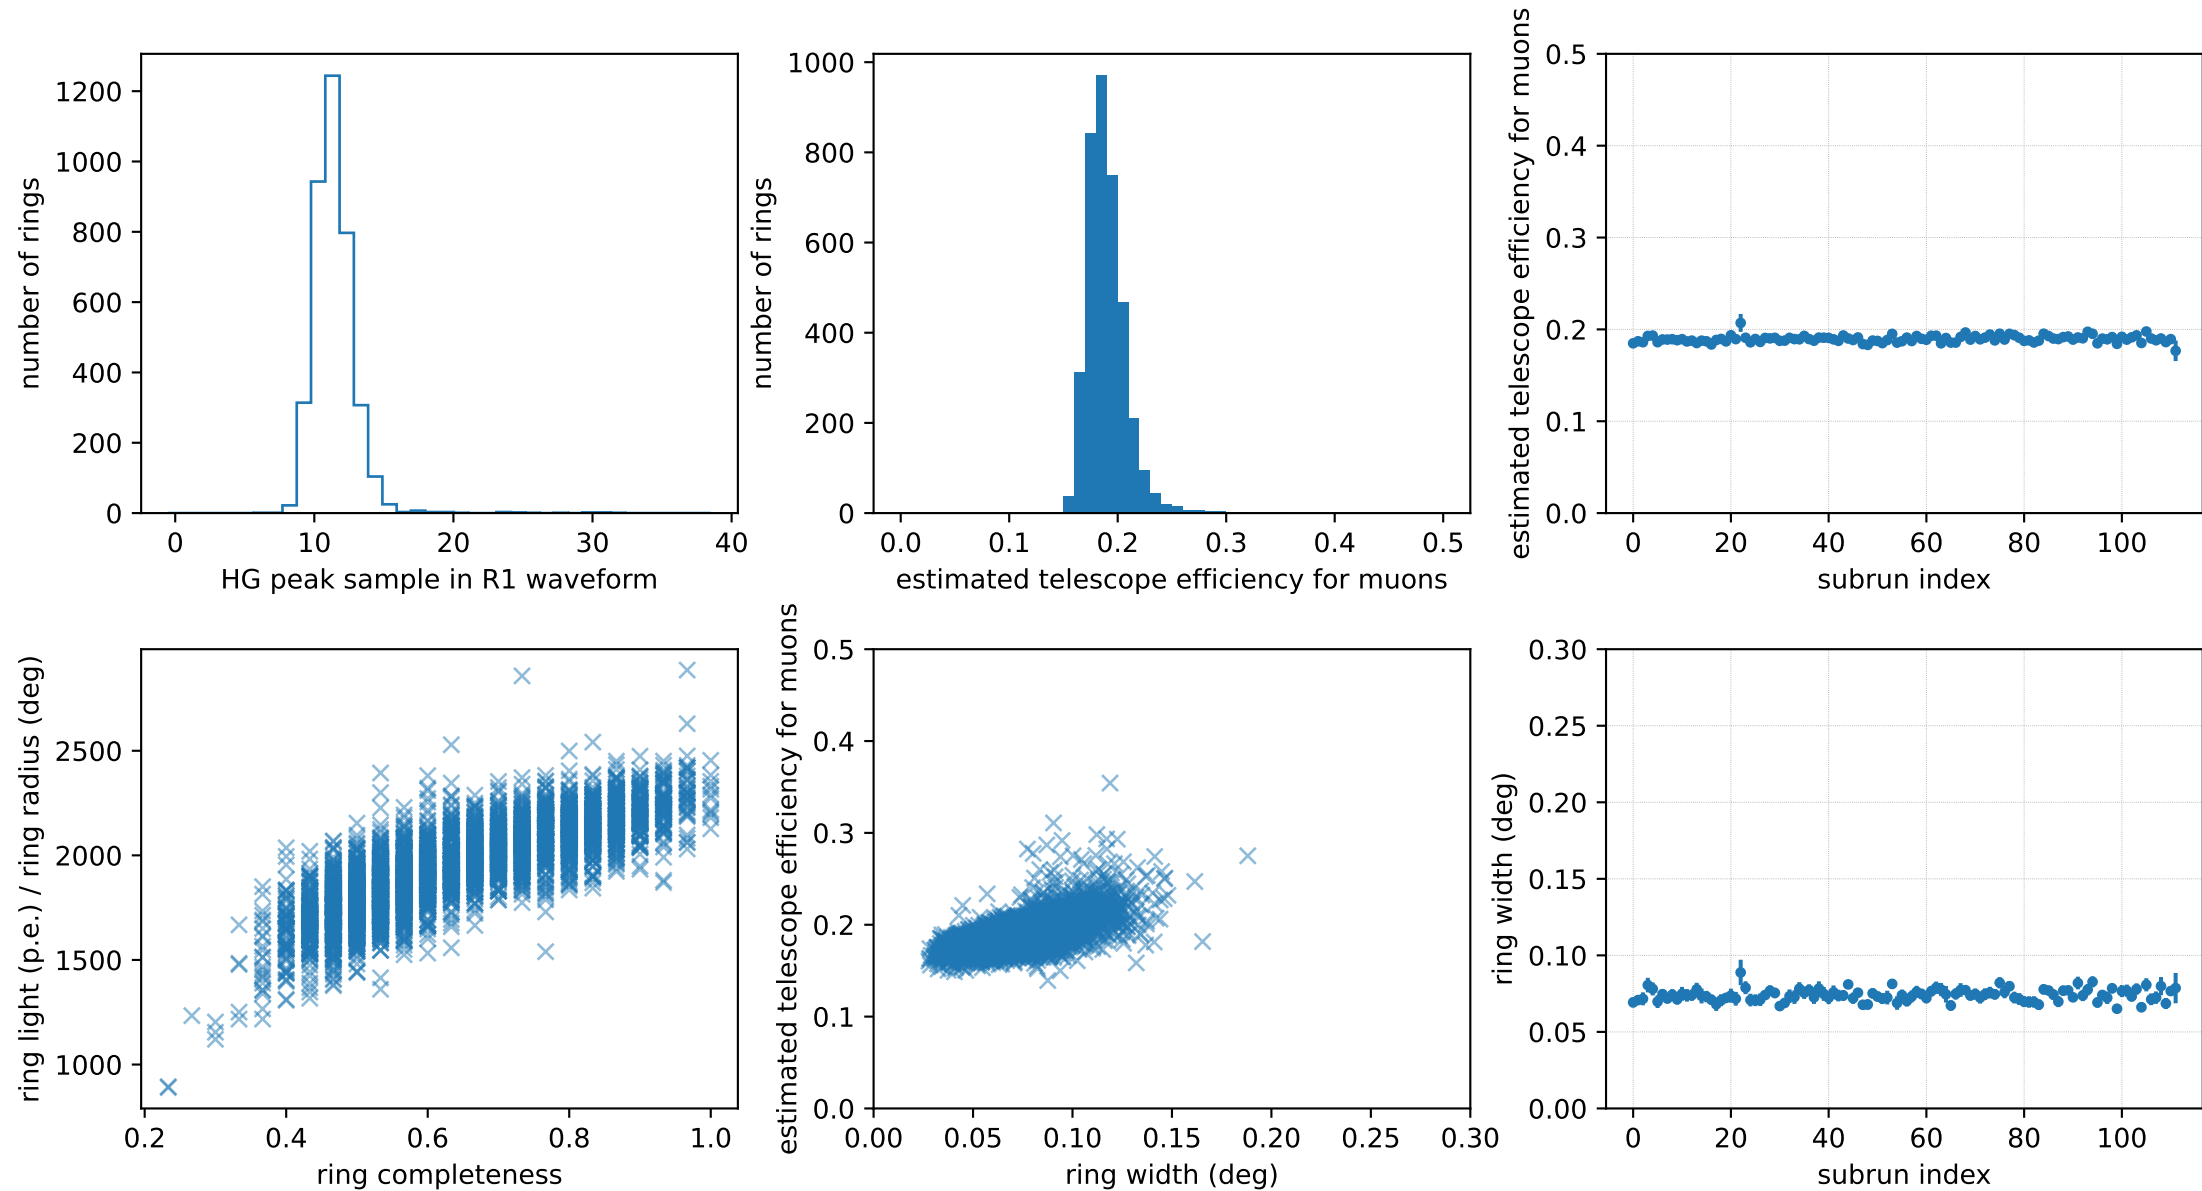 number of rings
1200
1000
800
600
400
200
0
0 10 20 30 40
HG peak sample in R1 waveform
number of rings
1000
800
600
400
200
0
0.0 0.1 0.2 0.3 0.4 0.5
estimated telescope efficiency for muons
estimated telescope efficiency for muons
0.5
0.4
0.3
0.2
0.1
0.0
0 20 40 60 80 100
subrun index
ring light (p.e.) / ring radius (deg)
2500
2000
1500
1000
0.2 0.4 0.6 0.8 1.0
ring completeness
estimated telescope efficiency for muons
0.5
0.4
0.3
0.2
0.1
0.0
0.00 0.05 0.10 0.15 0.20 0.25 0.30
ring width (deg)
ring width (deg)
0.30
0.25
0.20
0.15
0.10
0.05
0.00
0 20 40 60 80 100
subrun index